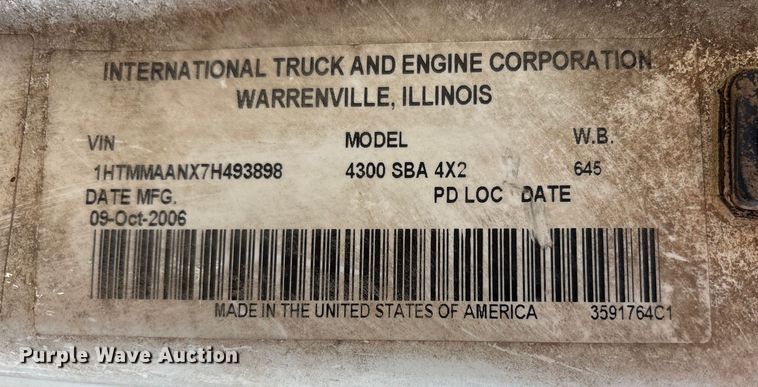 INTERNATIONAL TRUCK AND ENGINE CORPORATION
WARRENVILLE, ILLINOIS
VIN MODEL W.B.
1HTMMAANX7H493898 4300 SBA 4X2 645
DATE MFG. PD LOC DATE
09-Oct-2006
MADE IN THE UNITED STATES OF AMERICA 3591764C1
Purple Wave Auction